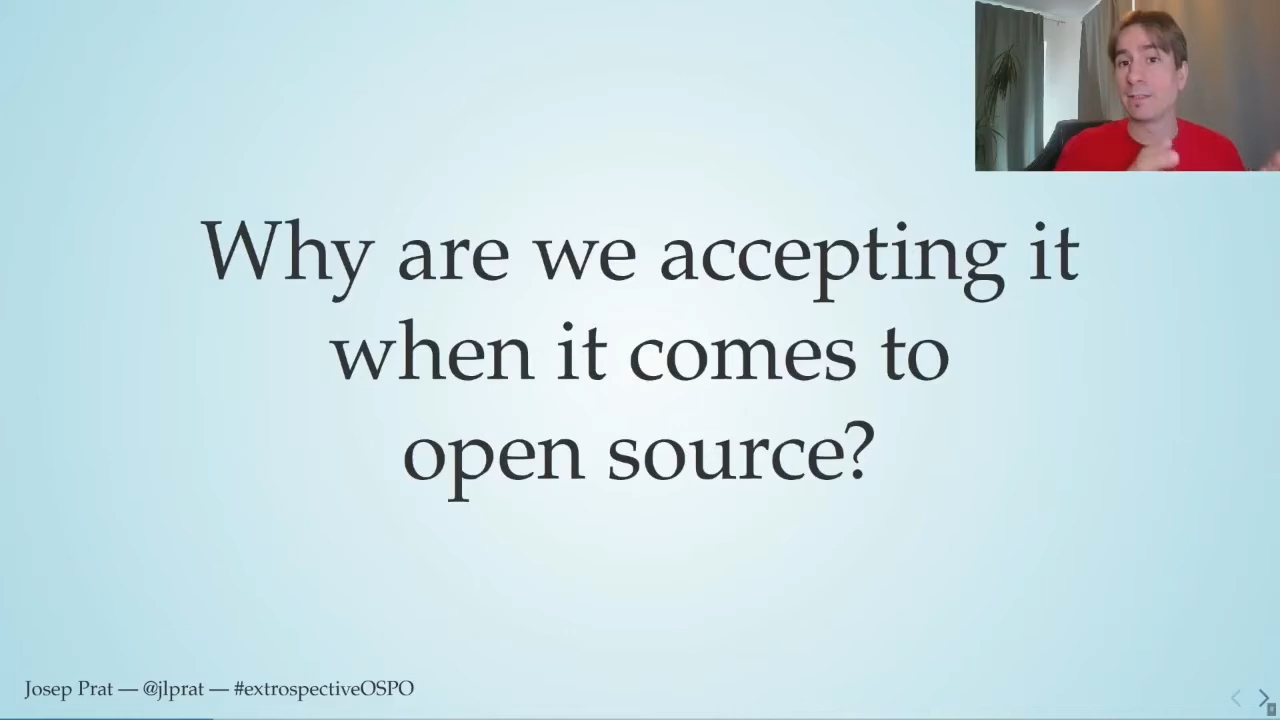 Why are we accepting it
when it comes to
open source?
Josep Prat — @jlprat — #extrospectiveOSPO